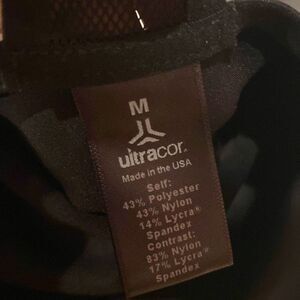 M
ultracor.
Made in the USA
Self:
43% Polyester
43% Nylon
14% Lycra®
Spandex
Contrast:
83% Nylon
17% Lycra®
Spandex